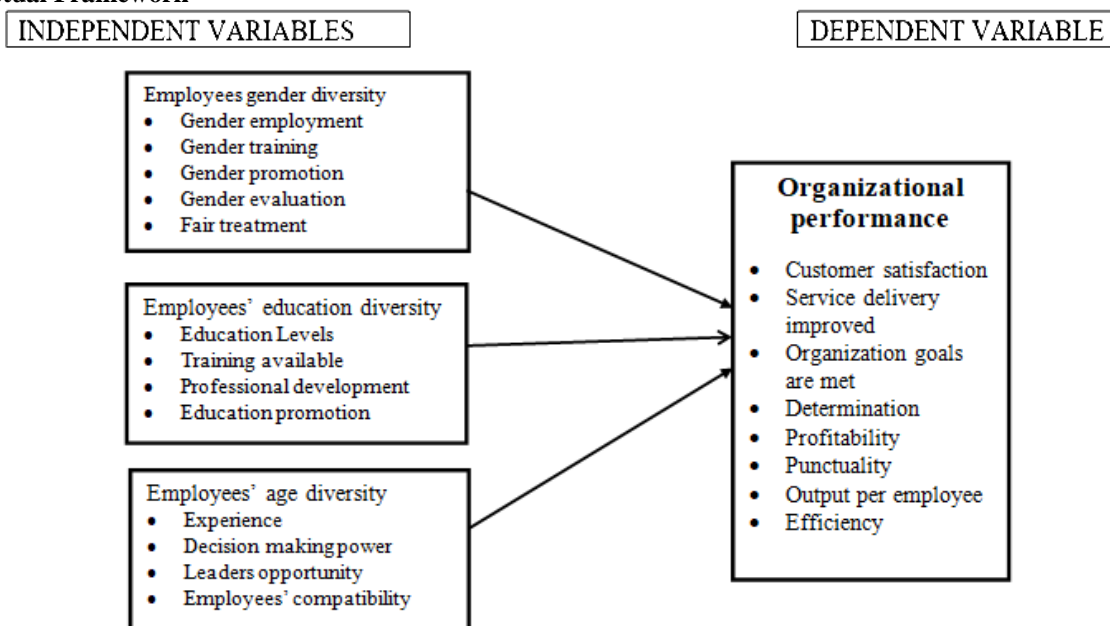 tual Framework
INDEPENDENT VARIABLES
DEPENDENT VARIABLE
Employees gender diversity
• Gender employment
• Gender training
• Gender promotion
• Gender evaluation
• Fair treatment
Employees’ education diversity
• Education Levels
• Training available
• Professional development
• Education promotion
Employees’ age diversity
• Experience
• Decision making power
• Leaders opportunity
• Employees’ compatibility
Organizational
performance
• Customer satisfaction
• Service delivery
improved
• Organization goals
are met
• Determination
• Profitability
• Punctuality
• Output per employee
• Efficiency